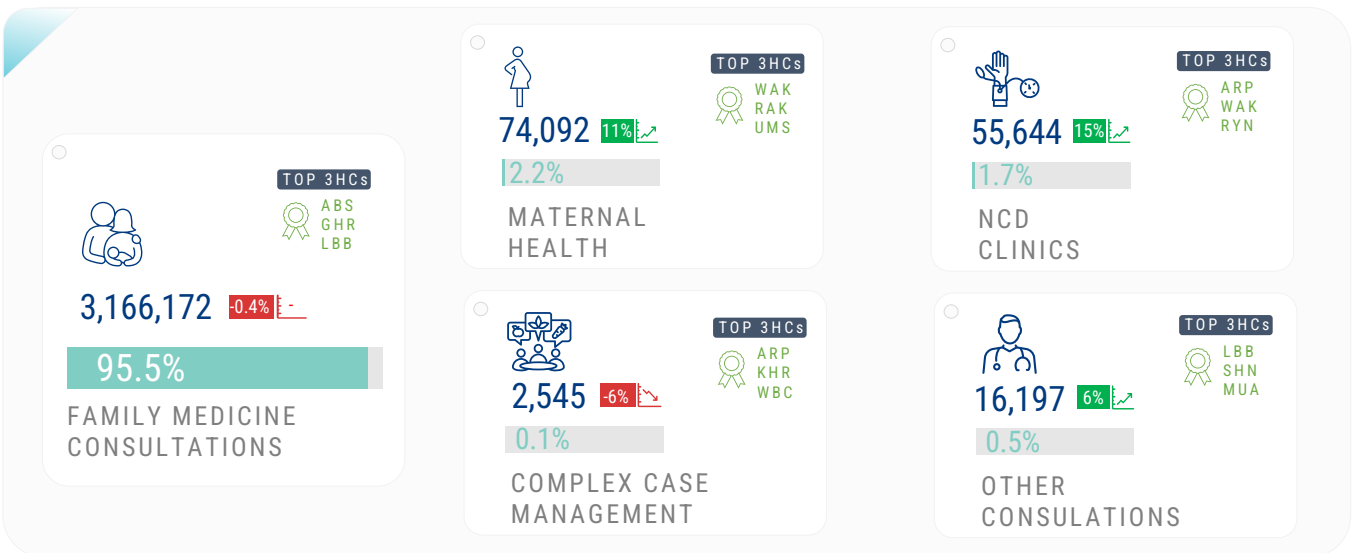 TOP 3HCs
ABS
GHR
LBB
3,166,172 -0.4%
95.5%
FAMILY MEDICINE
CONSULTATIONS
TOP 3HCs
WAK
RAK
UMS
74,092 11%
2.2%
MATERNAL
HEALTH
TOP 3HCs
ARP
WAK
RYN
55,644 15%
1.7%
NCD
CLINICS
TOP 3HCs
ARP
KHR
WBC
2,545 -6%
0.1%
COMPLEX CASE
MANAGEMENT
TOP 3HCs
LBB
SHN
MUA
16,197 6%
0.5%
OTHER
CONSULATIONS